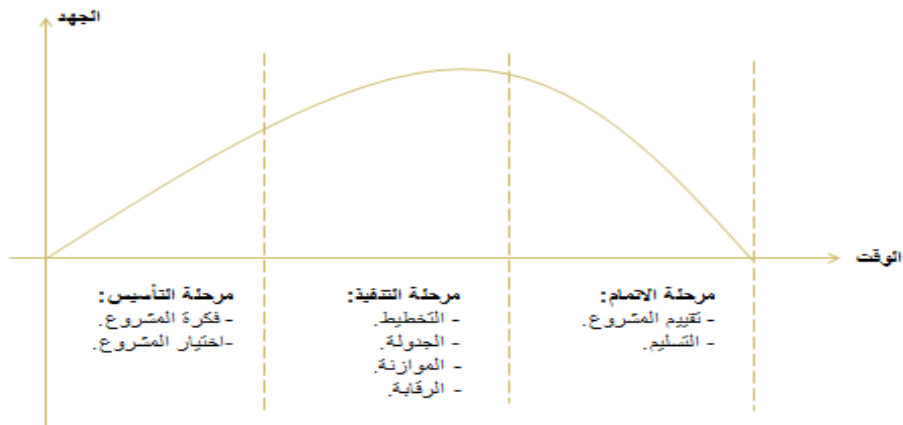 الجهد
الوقت
مرحلة التأسيس:
- فكرة المشروع.
-اختيار المشروع.
مرحلة التنفيذ:
- التخطيط.
- الجدولة.
- الموازنة.
- الرقابة.
مرحلة الاتمام:
- تقييم المشروع.
- التسليم.